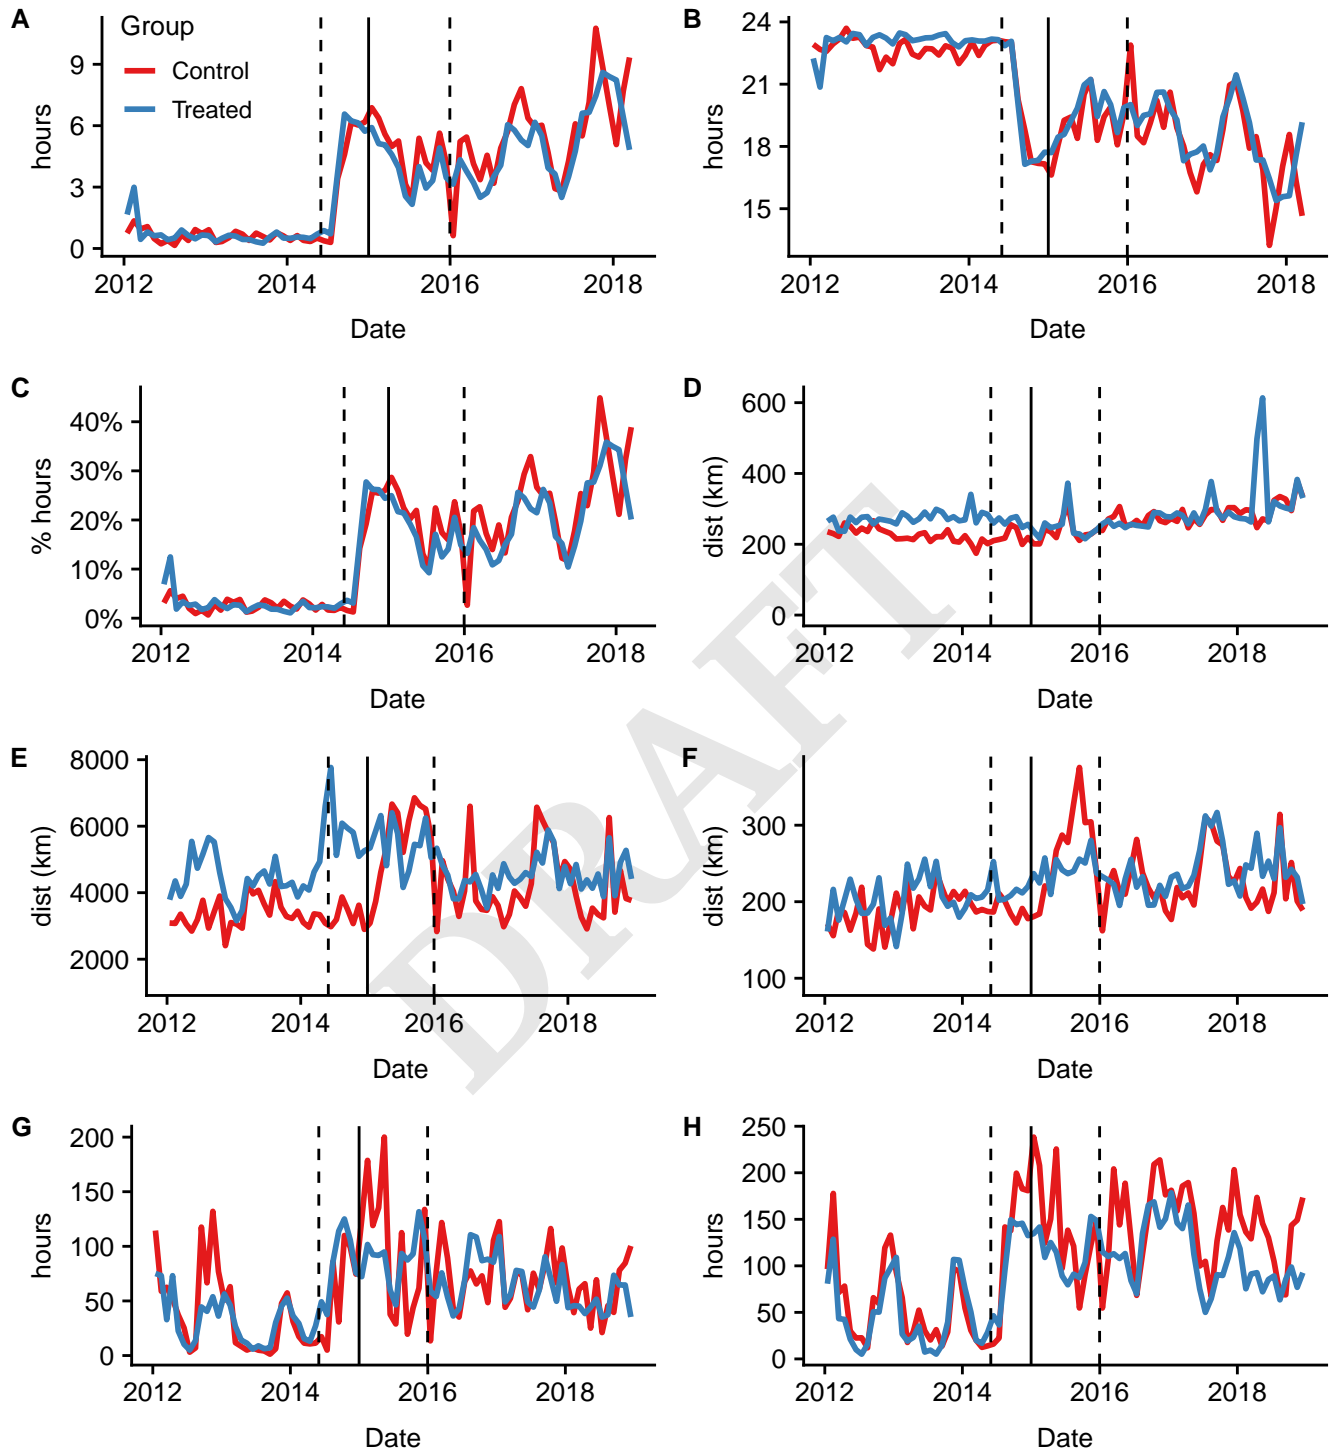 A
Group
Control
Treated
hours
9
6
3
0
2012 2014 2016 2018
Date
B
hours
24
21
18
15
2012 2014 2016 2018
Date
C
% hours
40%
30%
20%
10%
0%
2012 2014 2016 2018
Date
D
dist (km)
600
400
200
0
2012 2014 2016 2018
Date
DRAFT
E
dist (km)
8000
6000
4000
2000
2012 2014 2016 2018
Date
F
dist (km)
300
200
100
2012 2014 2016 2018
Date
G
hours
200
150
100
50
0
2012 2014 2016 2018
Date
H
hours
250
200
150
100
50
0
2012 2014 2016 2018
Date